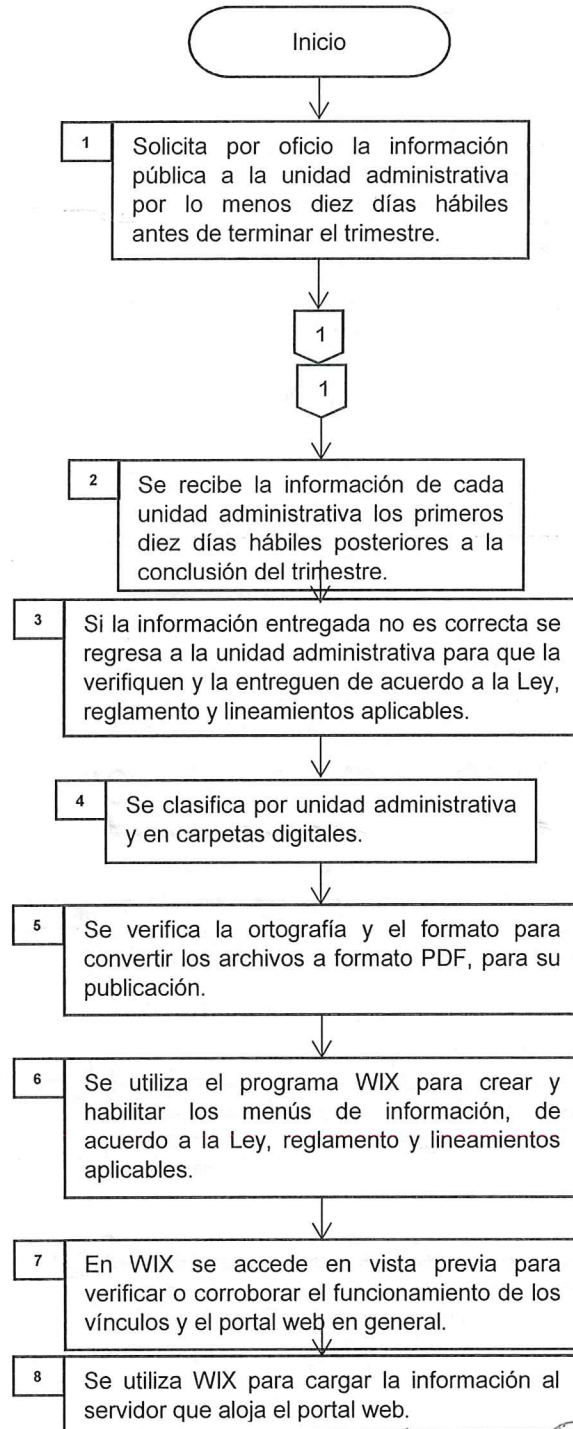 Inicio
1
Solicita por oficio la información
pública a la unidad administrativa
por lo menos diez días hábiles
antes de terminar el trimestre.
1
1
2
Se recibe la información de cada
unidad administrativa los primeros
diez días hábiles posteriores a la
conclusión del trimestre.
3
Si la información entregada no es correcta se
regresa a la unidad administrativa para que la
verifiquen y la entreguen de acuerdo a la Ley,
reglamento y lineamientos aplicables.
4
Se clasifica por unidad administrativa
y en carpetas digitales.
5
Se verifica la ortografía y el formato para
convertir los archivos a formato PDF, para su
publicación.
6
Se utiliza el programa WIX para crear y
habilitar los menús de información, de
acuerdo a la Ley, reglamento y lineamientos
aplicables.
7
En WIX se accede en vista previa para
verificar o corroborar el funcionamiento de los
vínculos y el portal web en general.
8
Se utiliza WIX para cargar la información al
servidor que aloja el portal web.